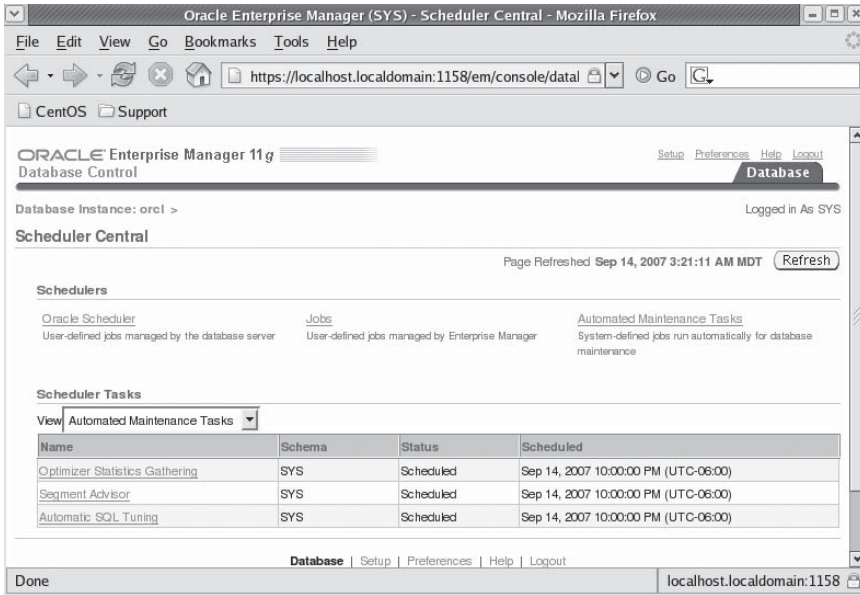 Oracle Enterprise Manager (SYS) - Scheduler Central - Mozilla Firefox
File Edit View Go Bookmarks Tools Help
https://localhost.localdomain:1158/em/console/datal Go G
CentOS Support
ORACLE Enterprise Manager 11g
Database Control
Setup Preferences Help Logout
Database
Database Instance: orcl >
Logged in As SYS
Scheduler Central
Page Refreshed Sep 14, 2007 3:21:11 AM MDT Refresh
Schedulers
Oracle Scheduler
User-defined jobs managed by the database server
Jobs
User-defined jobs managed by Enterprise Manager
Automated Maintenance Tasks
System-defined jobs run automatically for database
maintenance
Scheduler Tasks
View Automated Maintenance Tasks
Name Schema Status Scheduled
Optimizer Statistics Gathering SYS Scheduled Sep 14, 2007 10:00:00 PM (UTC-06:00)
Segment Advisor SYS Scheduled Sep 14, 2007 10:00:00 PM (UTC-06:00)
Automatic SQL Tuning SYS Scheduled Sep 14, 2007 10:00:00 PM (UTC-06:00)
Database | Setup | Preferences | Help | Logout
Done localhost.localdomain:1158